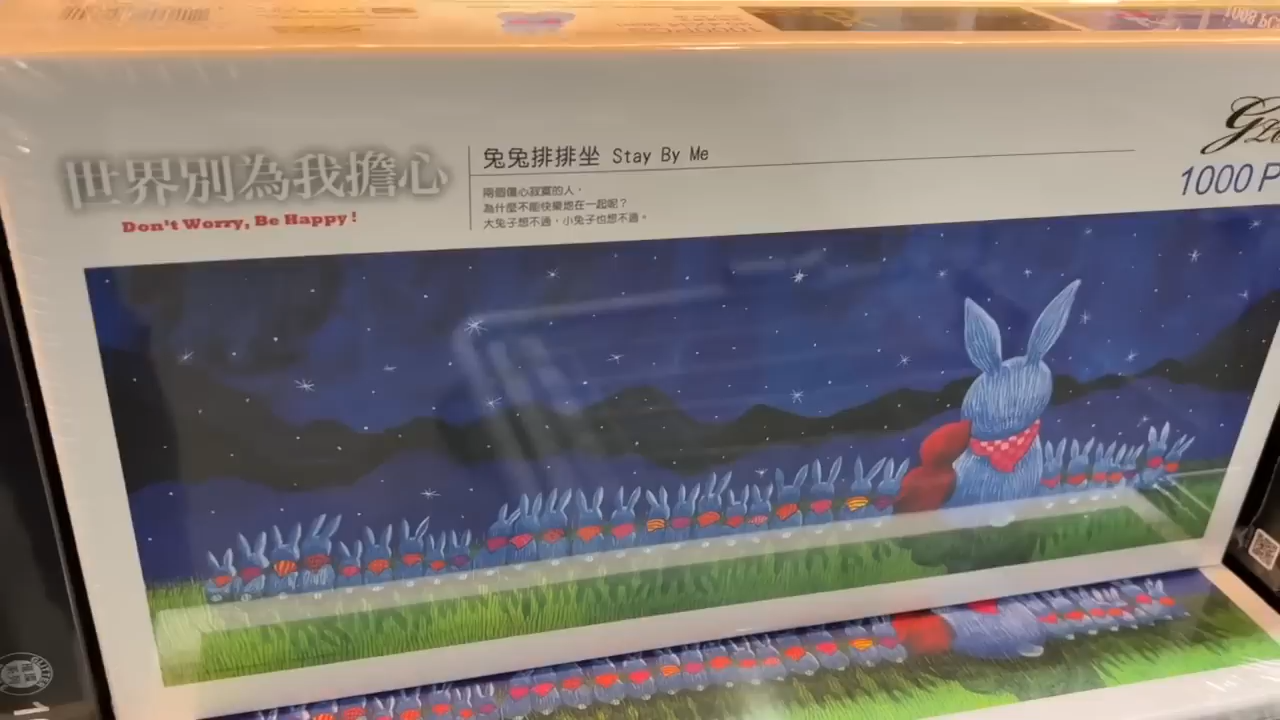 世界別為我擔心
Don't Worry, Be Happy!
兔兔排排坐 Stay By Me
兩個傷心寂寞的人，
為什麼不能快樂地在一起呢？
大兔子想不通，小兔子也想不通。
1000 P